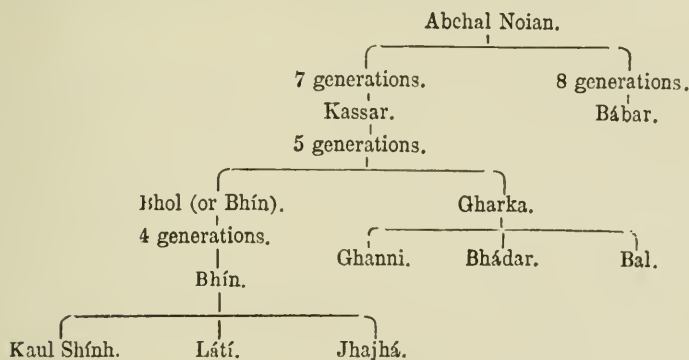 Abchal Noian.
7 generations. 8 generations.
Kassar. Bábar.
5 generations.
Bhol (or Bhín). Gharka.
4 generations.
Ghanni. Bhádar. Bal.
Bhín.
Kaul Shính. Látí. Jhajhá.